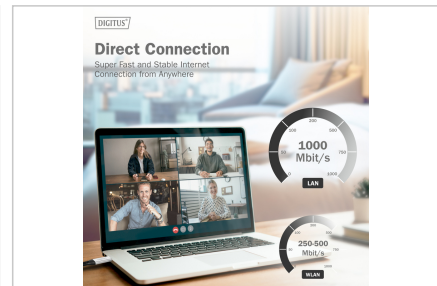 DIGITUS
Direct Connection
Super Fast and Stable Internet
Connection from Anywhere
1000
Mbit/s
LAN
250-500
Mbit/s
WLAN